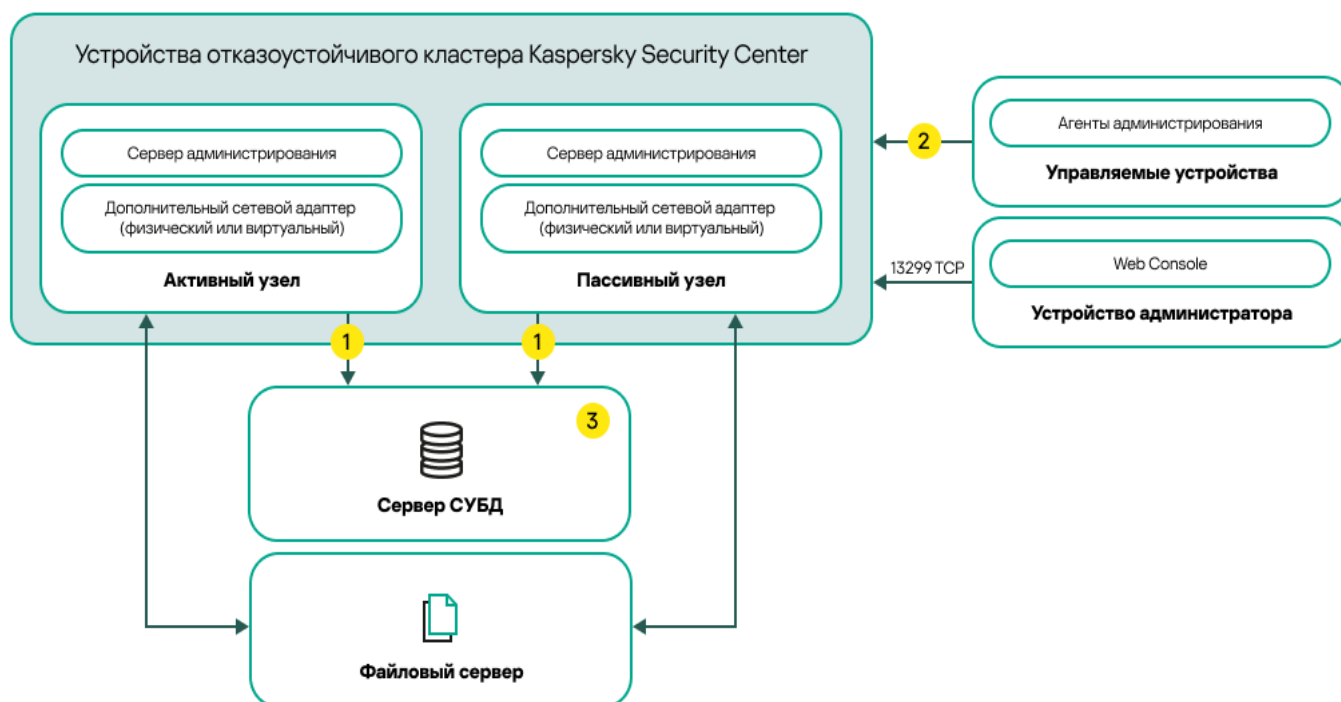 Устройства отказоустойчивого кластера Kaspersky Security Center
Сервер администрирования
Дополнительный сетевой адаптер
(физический или виртуальный)
Активный узел
Сервер администрирования
Дополнительный сетевой адаптер
(физический или виртуальный)
Пассивный узел
2
Агенты администрирования
Управляемые устройства
13299 TCP
Web Console
Устройство администратора
1
1
3
Сервер СУБД
Файловый сервер